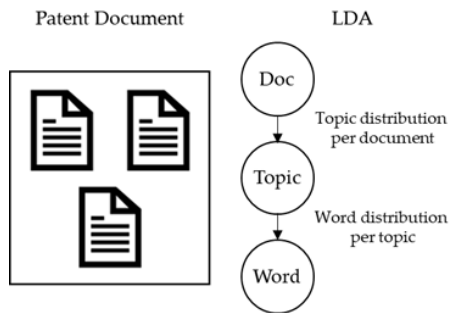 Patent Document
LDA
Doc
Topic distribution
per document
Topic
Word distribution
per topic
Word